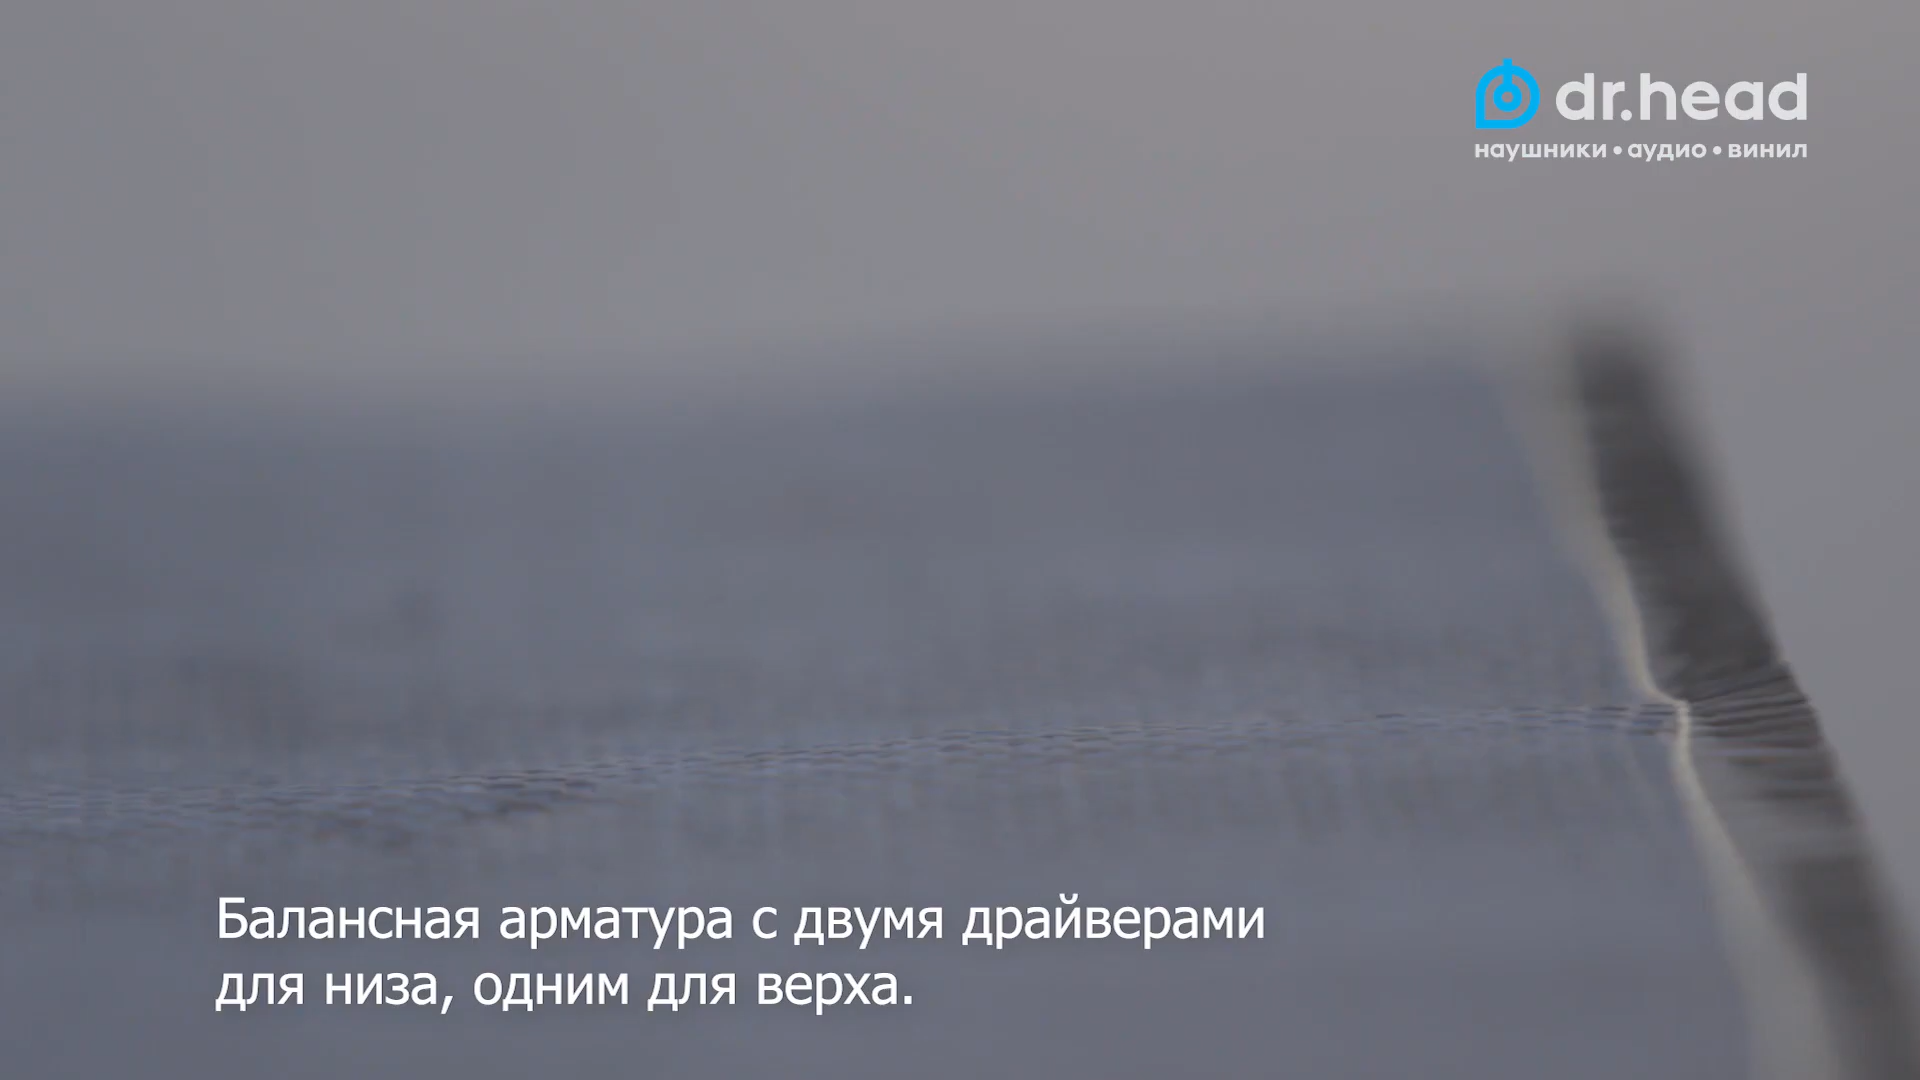 dr.head
наушники • аудио • винил
Балансная арматура с двумя драйверами
для низа, одним для верха.